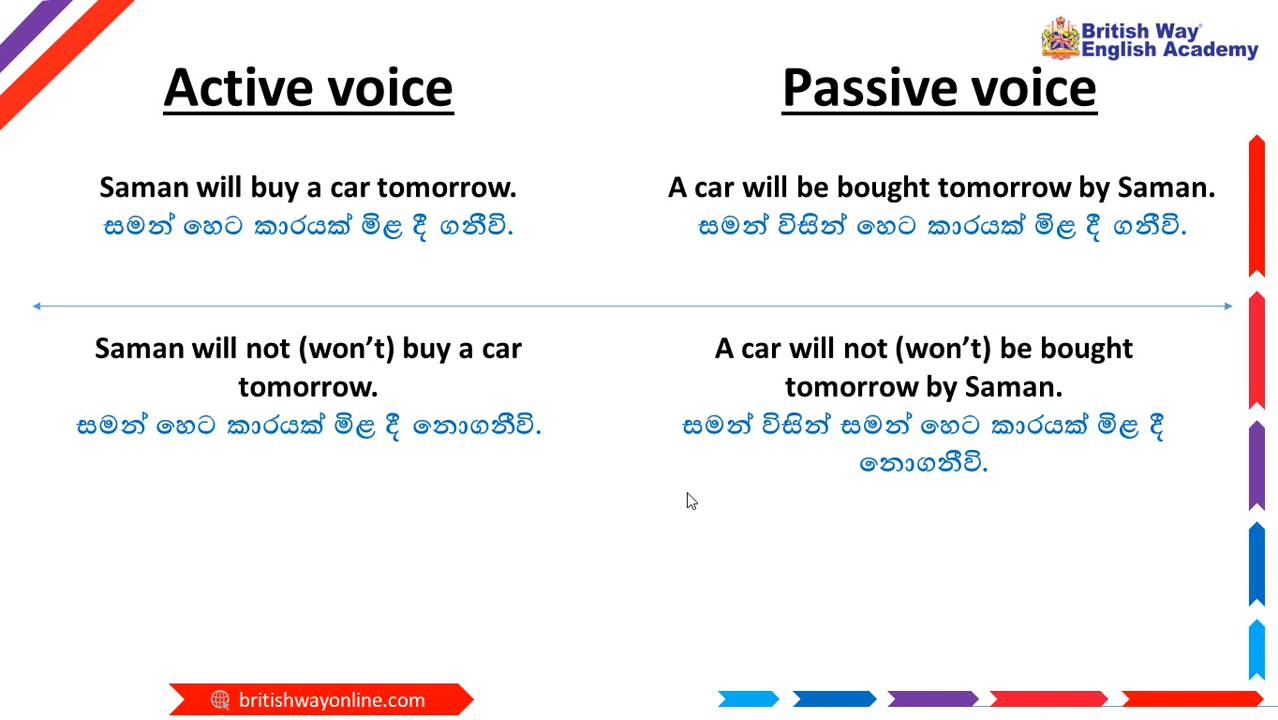 British Way
English Academy
Active voice
Passive voice
Saman will buy a car tomorrow.
සමන් හෙට කාරයක් මිළ දී ගනීවි.
A car will be bought tomorrow by Saman.
සමන් විසින් හෙට කාරයක් මිළ දී ගනීවි.
Saman will not (won’t) buy a car
tomorrow.
සමන් හෙට කාරයක් මිළ දී නොගනීවි.
A car will not (won’t) be bought
tomorrow by Saman.
සමන් විසින් සමන් හෙට කාරයක් මිළ දී
නොගනීවි.
britishwayonline.com